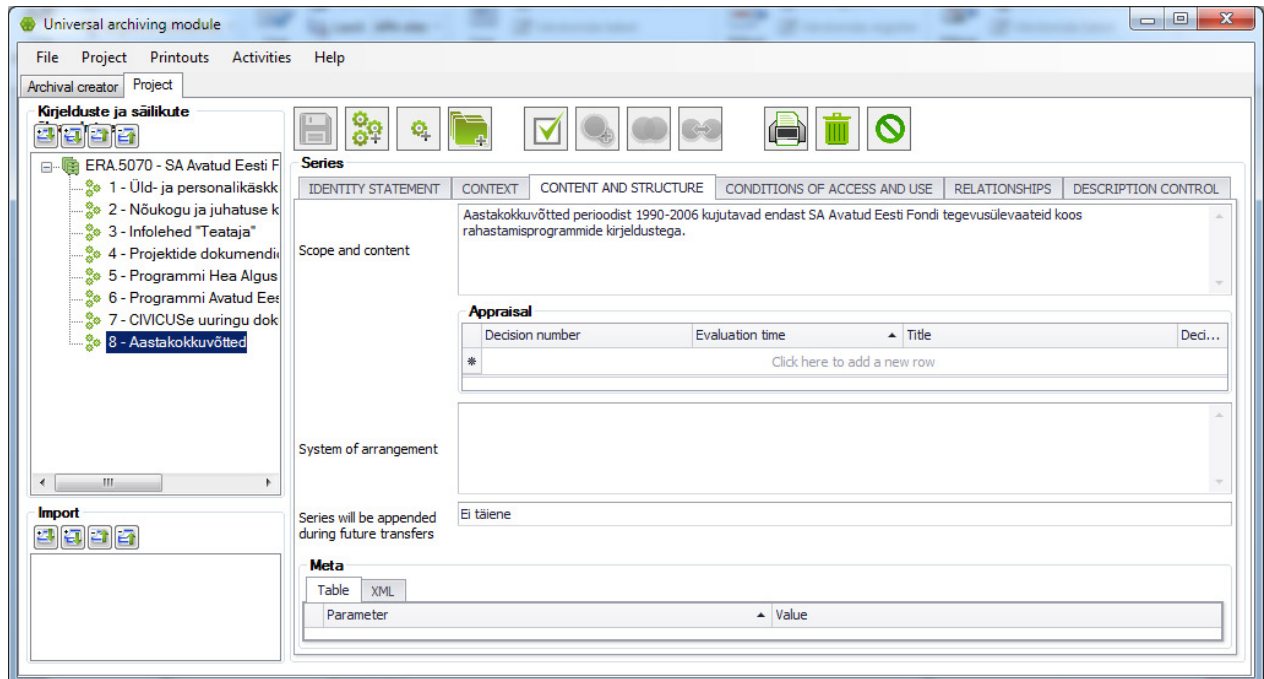 Universal archiving module
File Project Printouts Activities Help
Archival creator Project
Kirjelduste ja säilikute
ERA.5070 - SA Avatud Eesti F
1 - Üld- ja personalikäskk
2 - Nõukogu ja juhatuse k
3 - Infolehed "Teataja"
4 - Projektide dokumendi
5 - Programmi Hea Algus
6 - Programmi Avatud Ees
7 - CIVICUSe uuringu dok
8 - Aastakokkuvõtted
Import
Series
IDENTITY STATEMENT CONTEXT CONTENT AND STRUCTURE CONDITIONS OF ACCESS AND USE RELATIONSHIPS DESCRIPTION CONTROL
Scope and content
Aastakokkuvõtted perioodist 1990-2006 kujutavad endast SA Avatud Eesti Fondi tegevusülevaateid koos
rahastamisprogrammide kirjeldustega.
Appraisal
Decision number Evaluation time Title Deci...
Click here to add a new row
System of arrangement
Series will be appended
during future transfers
Ei täiene
Meta
Table XML
Parameter Value